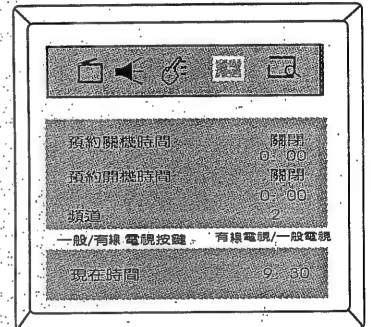 預約關機時間 關閉
0. 00
預約開機時間 關閉
0. 00
頻道 2
一般/有線 電視按鍵 有線電視/一般電視
現在時間 9. 30